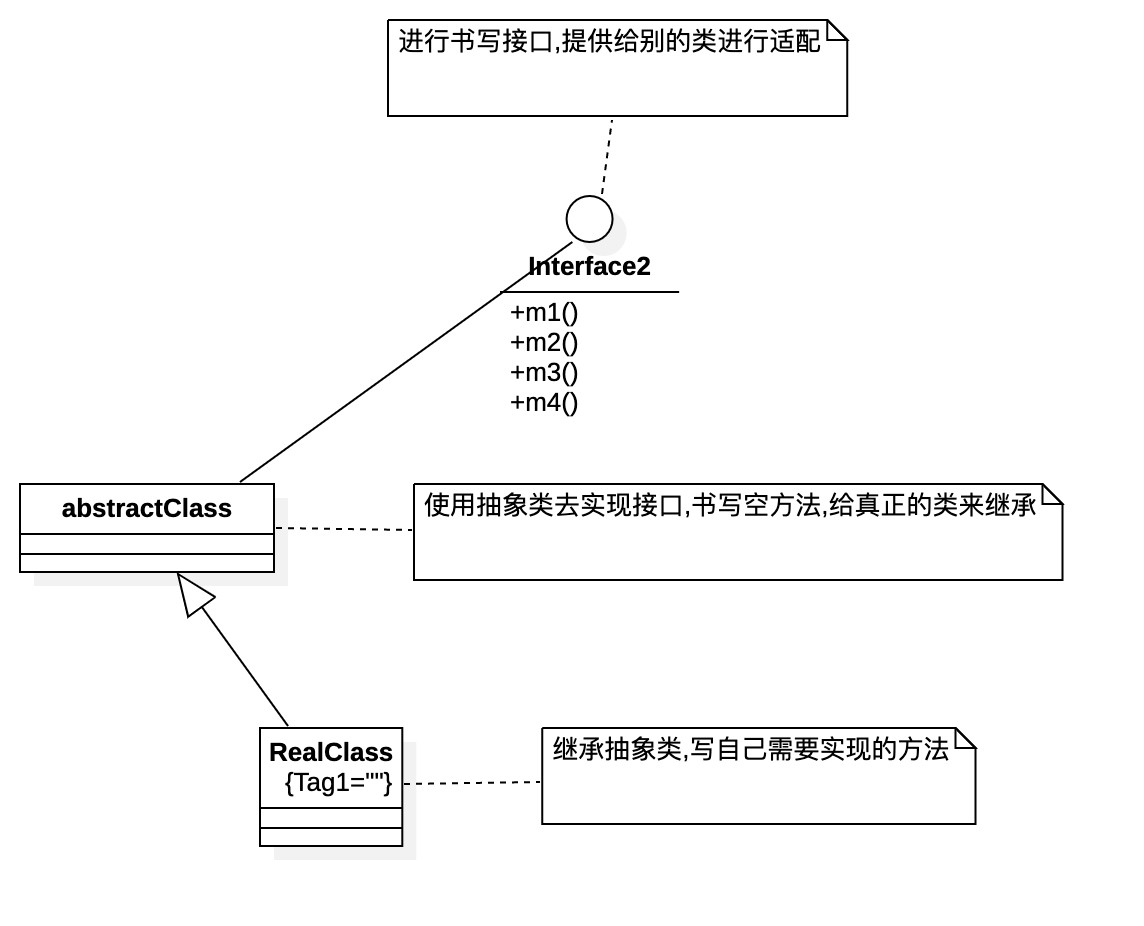 进行书写接口,提供给别的类进行适配
Interface2
+m1()
+m2()
+m3()
+m4()
abstractClass
使用抽象类去实现接口,书写空方法,给真正的类来继承
RealClass
{Tag1=""}
继承抽象类,写自己需要实现的方法